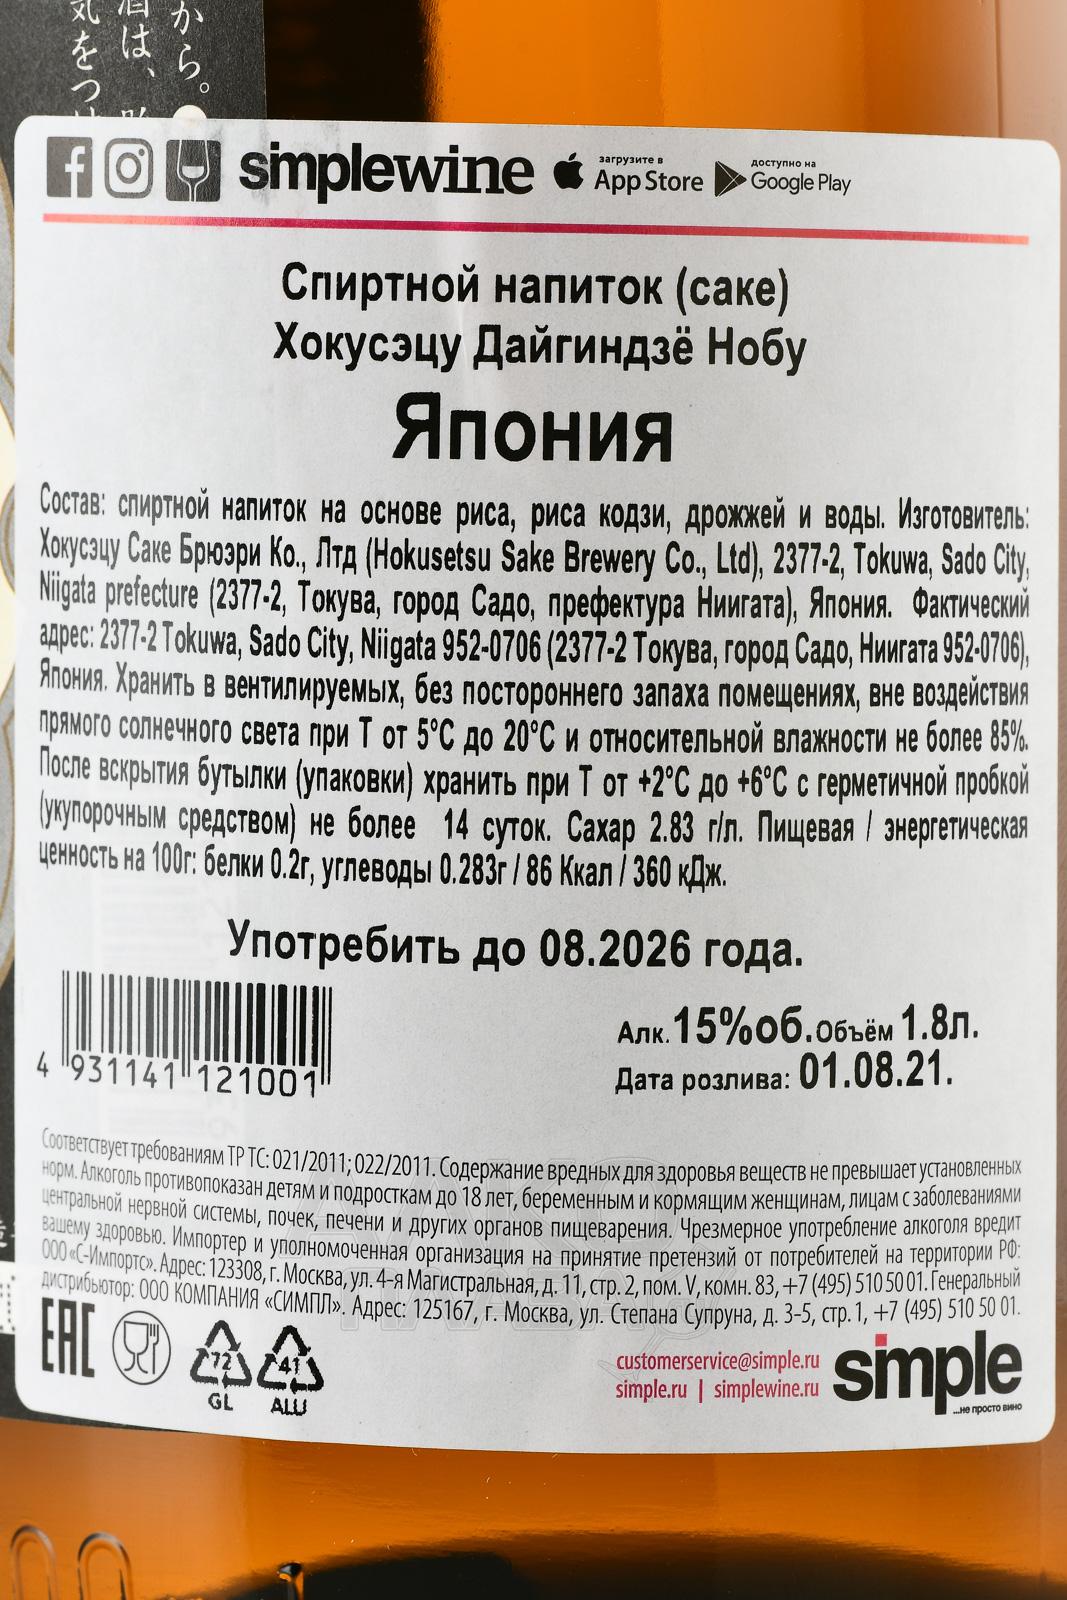 から。
酒は、
気をつけ
simplewine
загрузите в
App Store
доступно на
Google Play
Спиртной напиток (саке)
Хокусэцу Дайгиндзё Нобу
Япония
Состав: спиртной напиток на основе риса, риса кодзи, дрожжей и воды. Изготовитель:
Хокусэцу Саке Брюэри Ко., Лтд (Hokusetsu Sake Brewery Co., Ltd), 2377-2, Tokuwa, Sado City,
Niigata prefecture (2377-2, Токува, город Садо, префектура Ниигата), Япония. Фактический
адрес: 2377-2 Tokuwa, Sado City, Niigata 952-0706 (2377-2 Токува, город Садо, Ниигата 952-0706),
Япония. Хранить в вентилируемых, без постороннего запаха помещениях, вне воздействия
прямого солнечного света при Т от 5°С до 20°С и относительной влажности не более 85%.
После вскрытия бутылки (упаковки) хранить при Т от +2°С до +6°С с герметичной пробкой
(укупорочным средством) не более 14 суток. Сахар 2.83 г/л. Пищевая / энергетическая
ценность на 100г: белки 0.2г, углеводы 0.283г / 86 Ккал / 360 кДж.
Употребить до 08.2026 года.
4 931141 121001
Алк. 15%об. Объём 1.8л.
Дата розлива: 01.08.21.
Соответствует требованиям ТР ТС: 021/2011; 022/2011. Содержание вредных для здоровья веществ не превышает установленных
норм. Алкоголь противопоказан детям и подросткам до 18 лет, беременным и кормящим женщинам, лицам с заболеваниями
центральной нервной системы, почек, печени и других органов пищеварения. Чрезмерное употребление алкоголя вредит
вашему здоровью. Импортер и уполномоченная организация на принятие претензий от потребителей на территории РФ:
ООО «С-Импортс». Адрес: 123308, г. Москва, ул. 4-я Магистральная, д. 11, стр. 2, пом. V, комн. 83, +7 (495) 510 50 01. Генеральный
дистрибьютор: ООО КОМПАНИЯ «СИМПЛ». Адрес: 125167, г. Москва, ул. Степана Супруна, д. 3-5, стр. 1, +7 (495) 510 50 01.
EAC
72
GL
41
ALU
customerservice@simple.ru
simple.ru | simplewine.ru
simple
...не просто вино